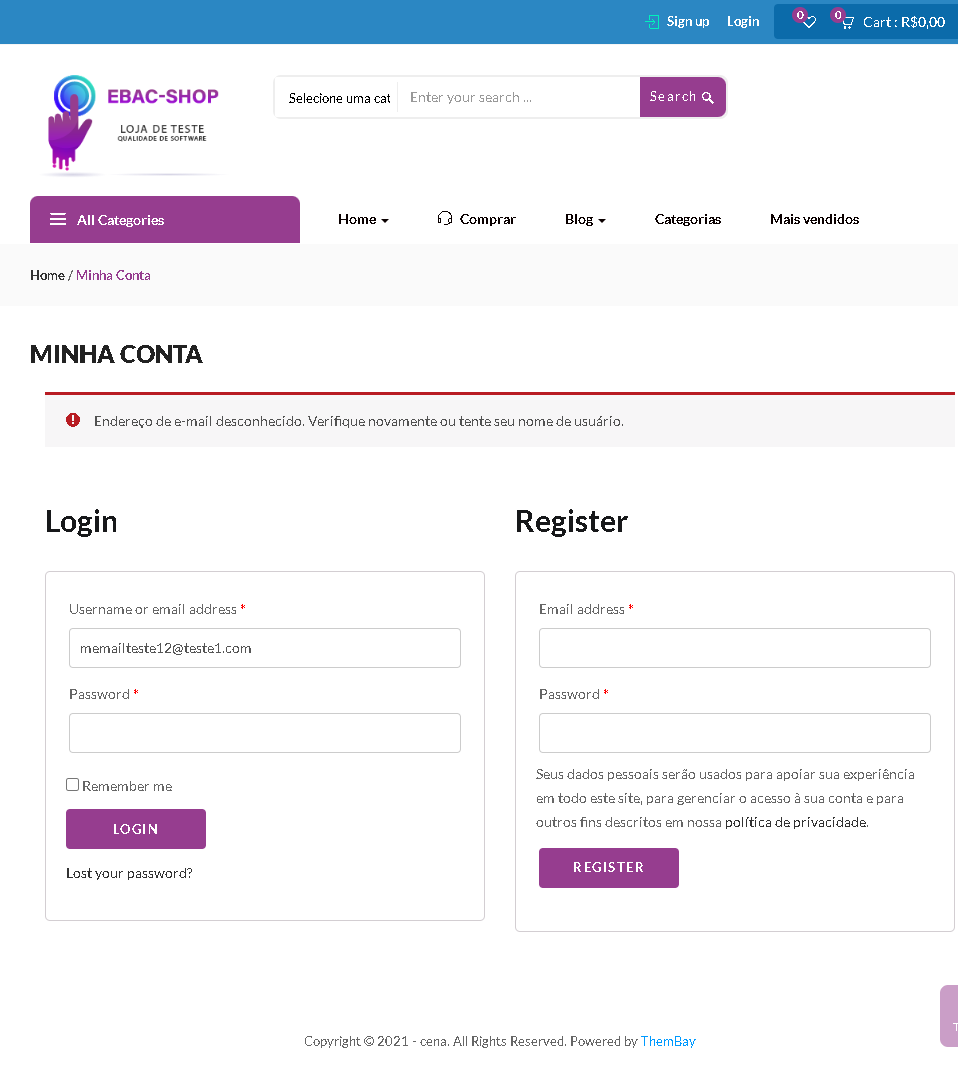 Sign up Login 0 0 Cart : R$0,00
EBAC-SHOP
LOJA DE TESTE
QUALIDADE DE SOFTWARE
Selecione uma cat
Enter your search ...
Search
All Categories
Home
Comprar
Blog
Categorias
Mais vendidos
Home / Minha Conta
MINHA CONTA
Endereço de e-mail desconhecido. Verifique novamente ou tente seu nome de usuário.
Login
Username or email address *
memailteste12@teste1.com
Password *
Remember me
LOGIN
Lost your password?
Register
Email address *
Password *
Seus dados pessoais serão usados para apoiar sua experiência
em todo este site, para gerenciar o acesso à sua conta e para
outros fins descritos em nossa política de privacidade.
REGISTER
Copyright © 2021 - cena. All Rights Reserved. Powered by ThemBay